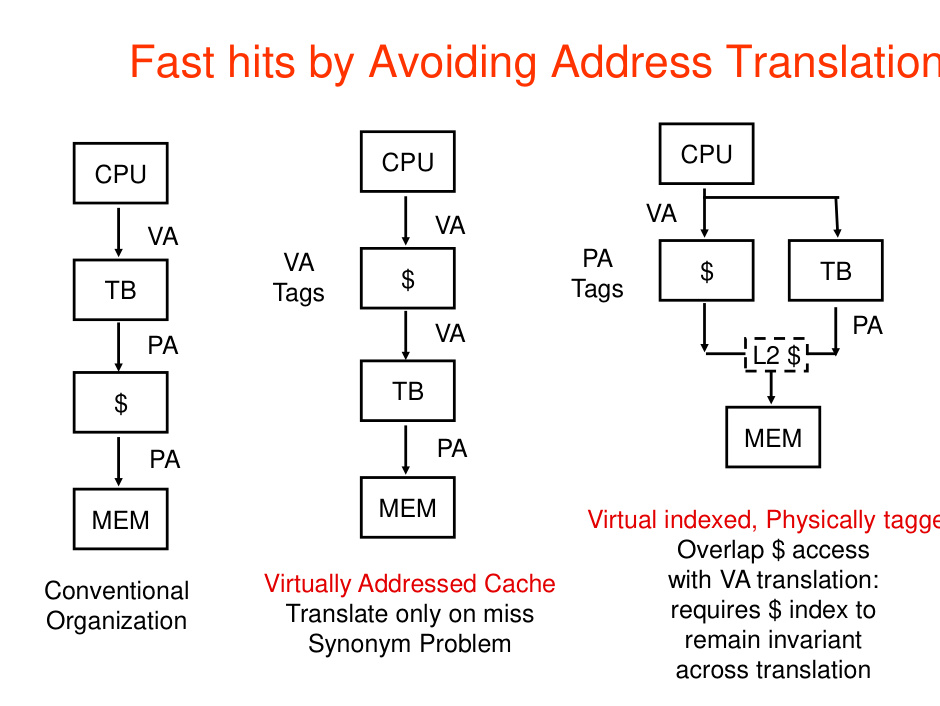 Fast hits by Avoiding Address Translation
CPU
VA
TB
PA
$
PA
MEM
Conventional
Organization
CPU
VA
VA
Tags
$
VA
TB
PA
MEM
Virtually Addressed Cache
Translate only on miss
Synonym Problem
CPU
VA
PA
Tags
$
TB
PA
L2 $
MEM
Virtual indexed, Physically tagge
Overlap $ access
with VA translation:
requires $ index to
remain invariant
across translation